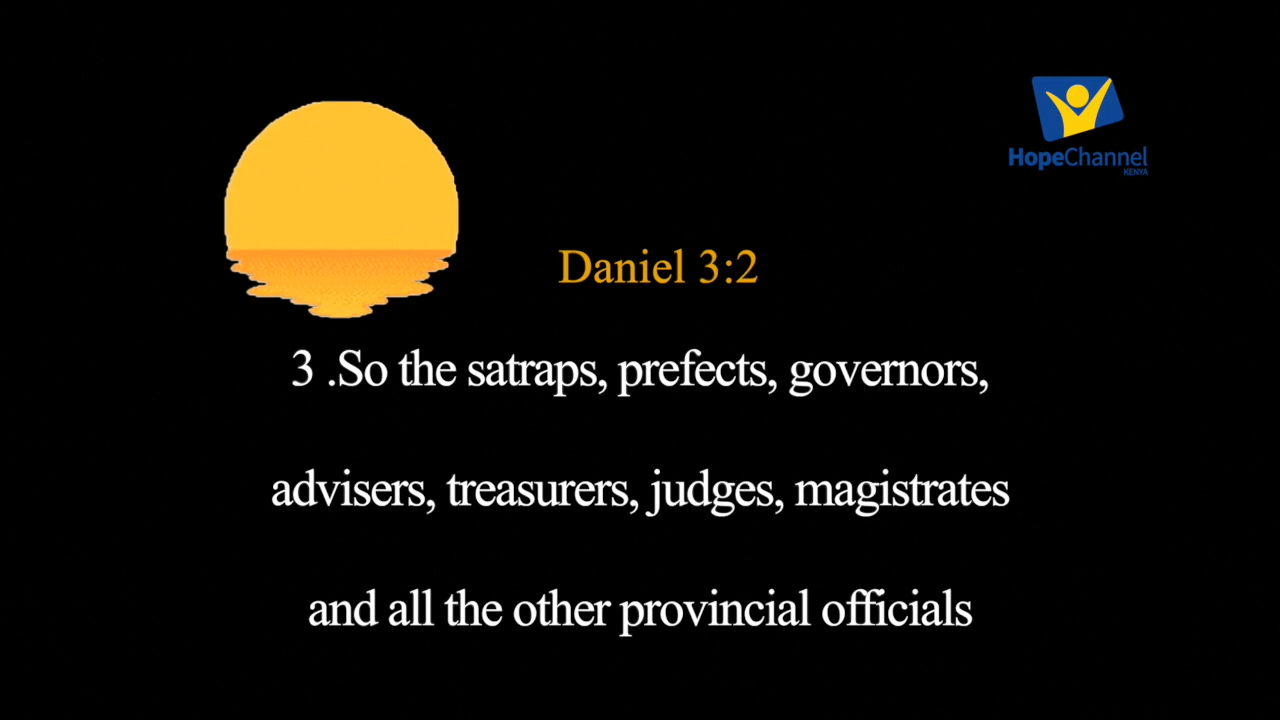 HopeChannel
KENYA
Daniel 3:2
3 .So the satraps, prefects, governors,
advisers, treasurers, judges, magistrates
and all the other provincial officials